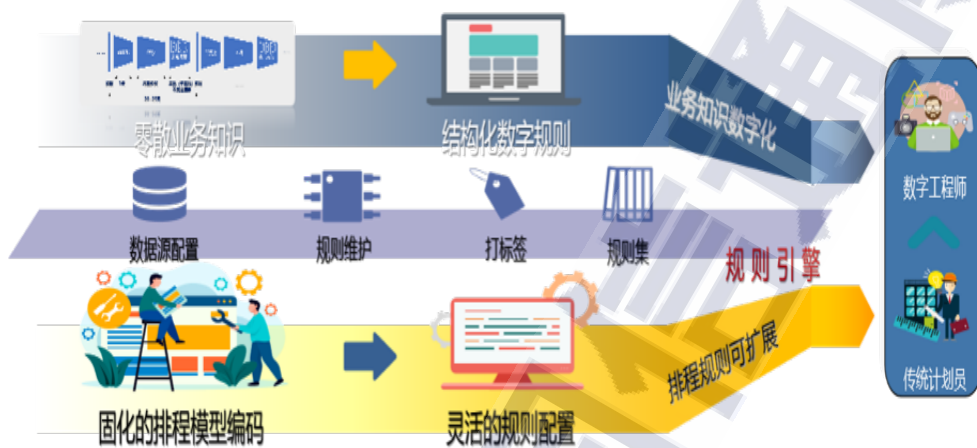 零散业务知识
结构化数字规则
业务知识数字化
数字工程师
数据源配置
规则维护
打标签
规则集
规则引擎
排程规则可扩展
传统计划员
固化的排程模型编码
灵活的规则配置